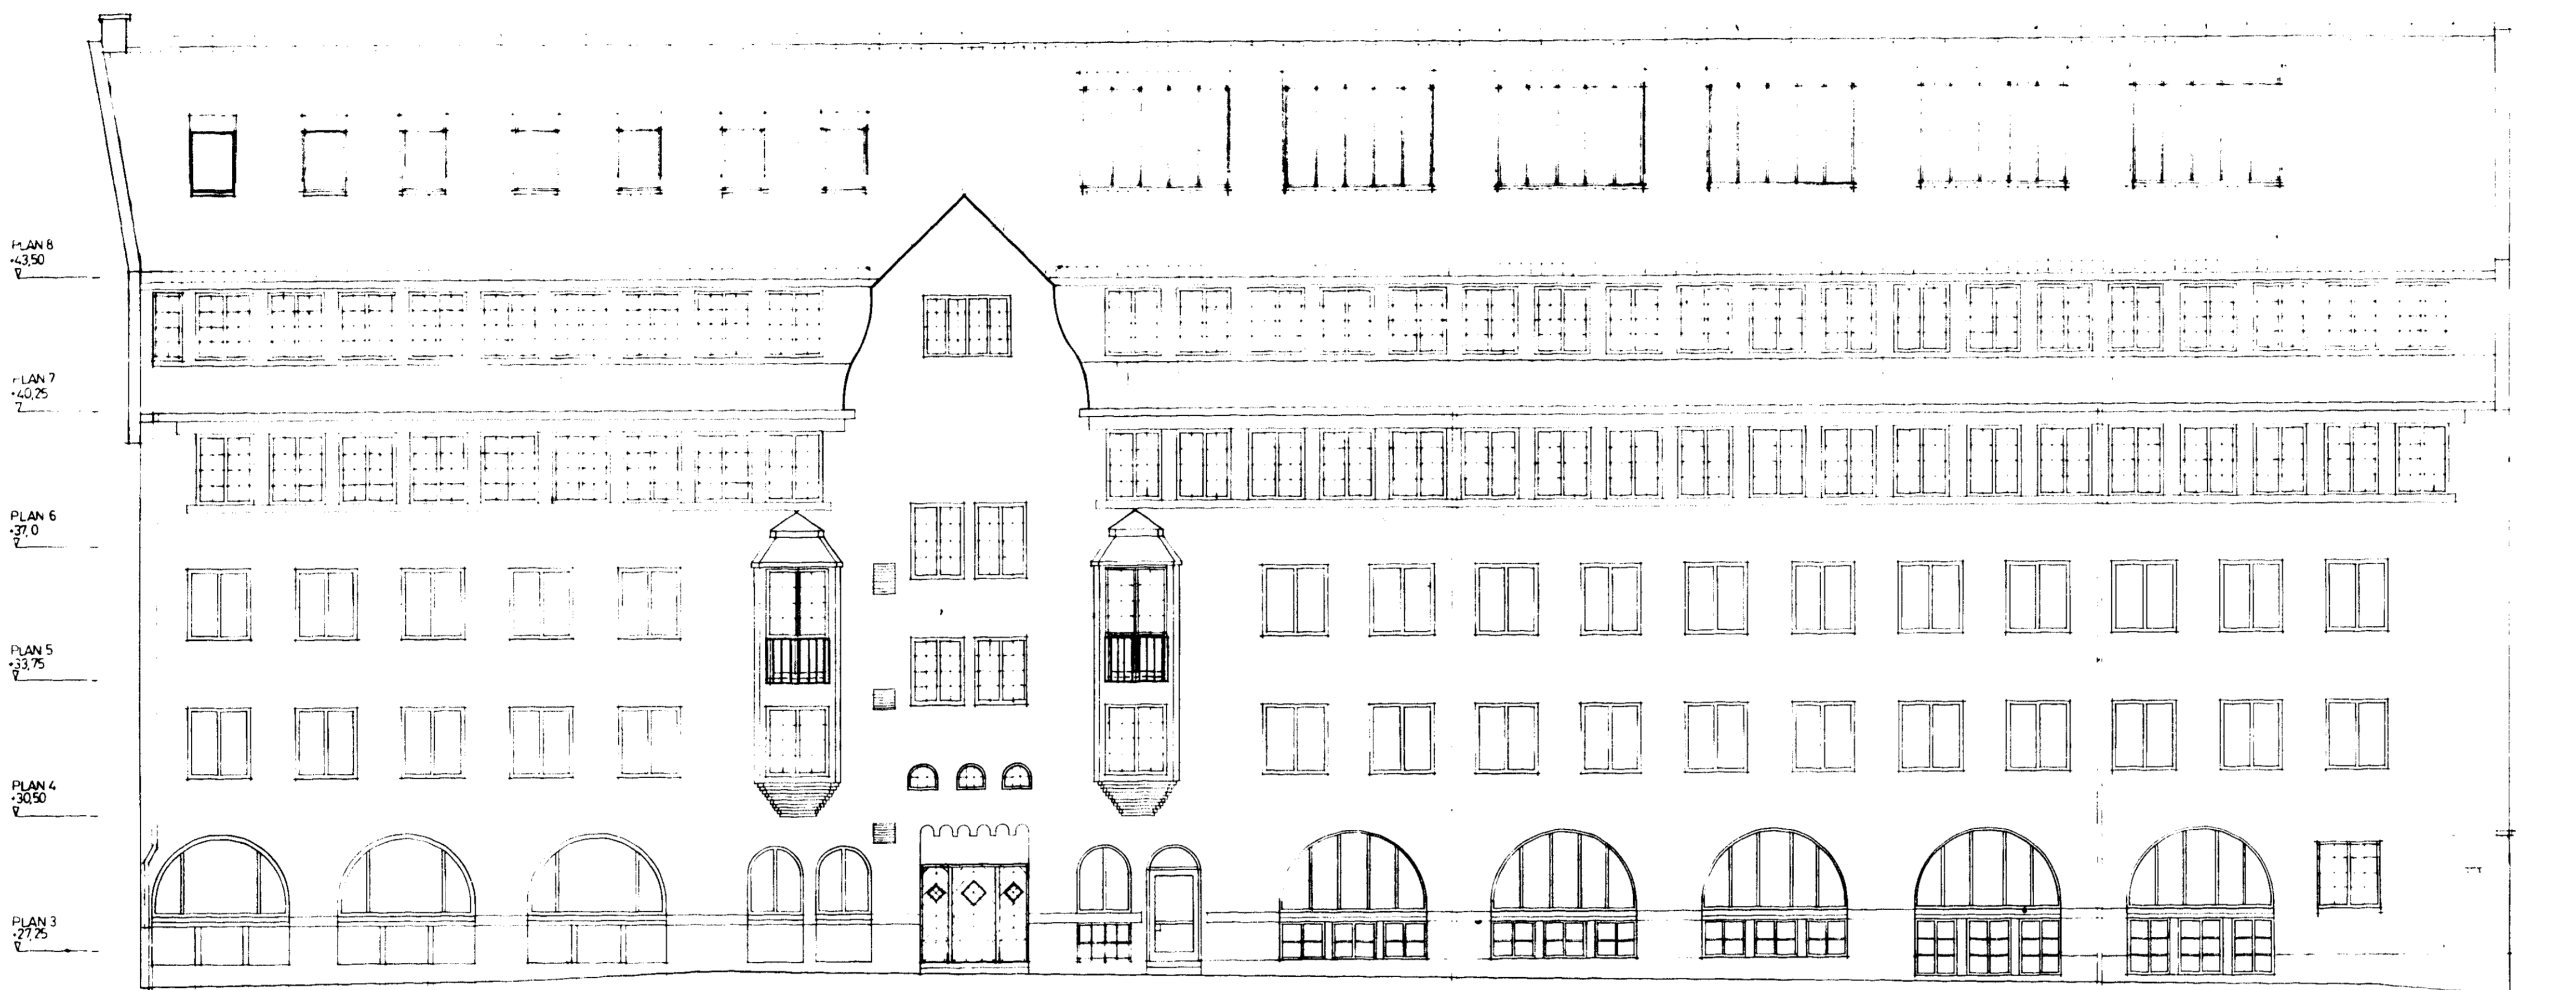 PLAN 8
+43,50
PLAN 7
+40,25
PLAN 6
+37,0
PLAN 5
+33,75
PLAN 4
+30,50
PLAN 3
+27,25